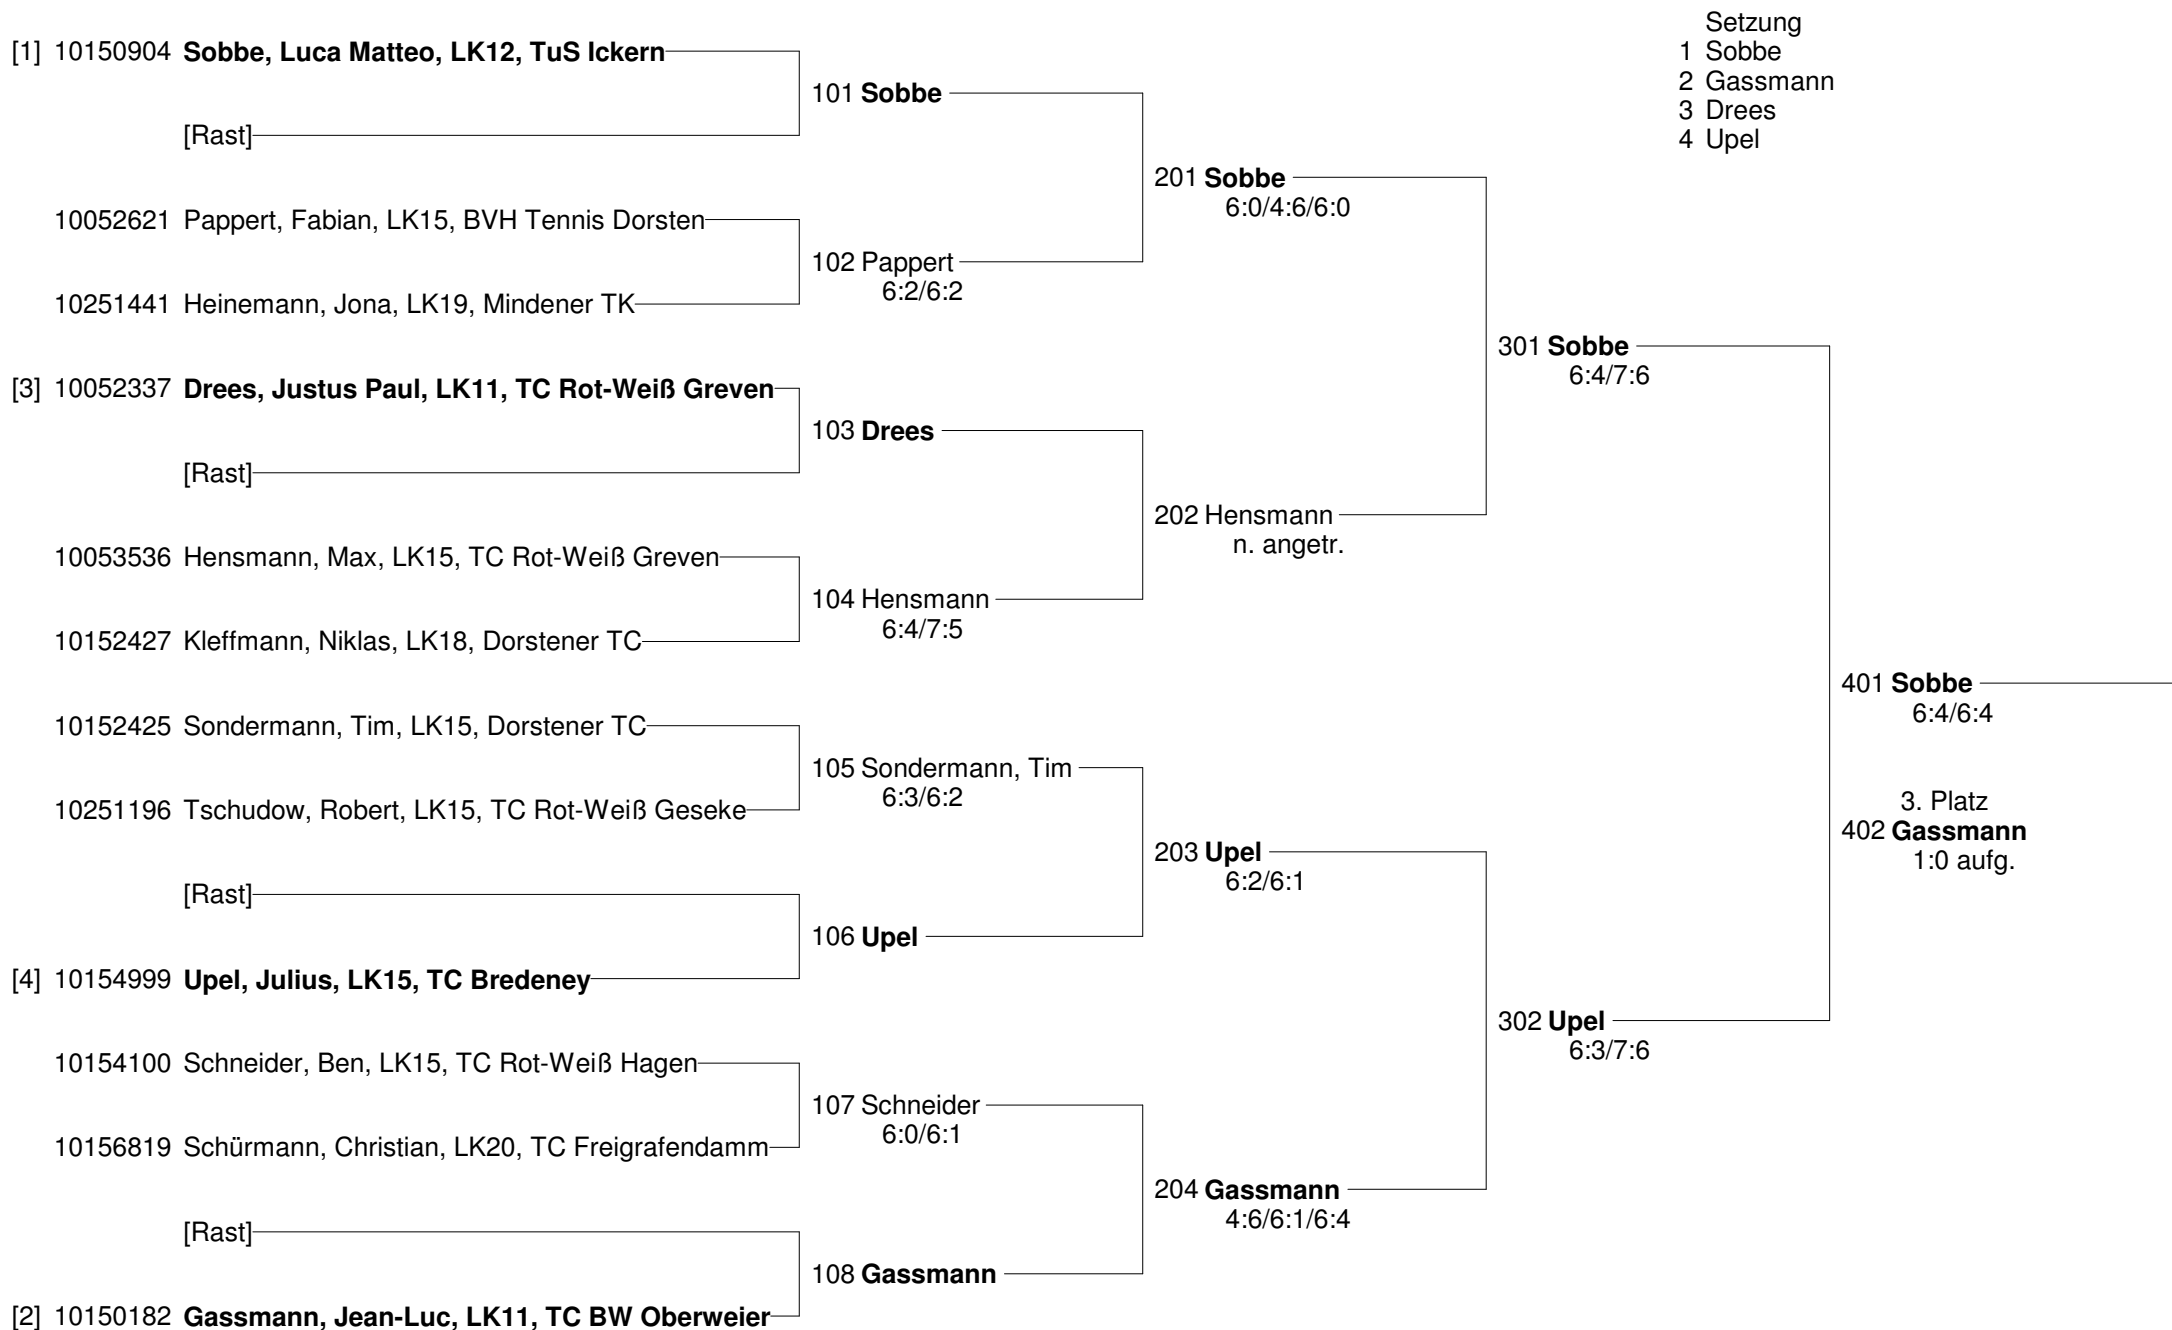 Setzung
1 Sobbe
2 Gassmann
3 Drees
4 Upel
[1] 10150904 Sobbe, Luca Matteo, LK12, TuS Ickern
[Rast]
10052621 Pappert, Fabian, LK15, BVH Tennis Dorsten
10251441 Heinemann, Jona, LK19, Mindener TK
[3] 10052337 Drees, Justus Paul, LK11, TC Rot-Weiß Greven
[Rast]
10053536 Hensmann, Max, LK15, TC Rot-Weiß Greven
10152427 Kleffmann, Niklas, LK18, Dorstener TC
10152425 Sondermann, Tim, LK15, Dorstener TC
10251196 Tschudow, Robert, LK15, TC Rot-Weiß Geseke
[Rast]
[4] 10154999 Upel, Julius, LK15, TC Bredeney
10154100 Schneider, Ben, LK15, TC Rot-Weiß Hagen
10156819 Schürmann, Christian, LK20, TC Freigrafendamm
[Rast]
[2] 10150182 Gassmann, Jean-Luc, LK11, TC BW Oberweier
101 Sobbe
102 Pappert
6:2/6:2
103 Drees
104 Hensmann
6:4/7:5
105 Sondermann, Tim
6:3/6:2
106 Upel
107 Schneider
6:0/6:1
108 Gassmann
201 Sobbe
6:0/4:6/6:0
202 Hensmann
n. angetr.
203 Upel
6:2/6:1
204 Gassmann
4:6/6:1/6:4
301 Sobbe
6:4/7:6
302 Upel
6:3/7:6
401 Sobbe
6:4/6:4
3. Platz
402 Gassmann
1:0 aufg.